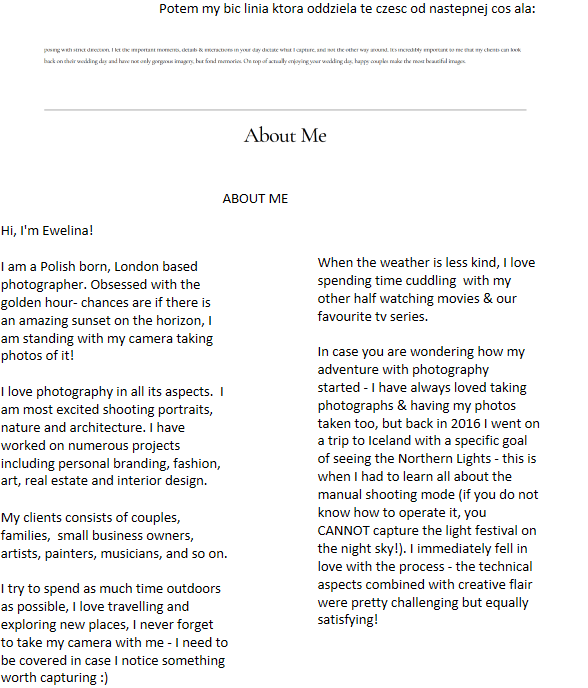 Potem my bic linia ktora oddziela te czesc od nastepnej cos ala:
posing with strict direction. I let the important moments, details & interactions in your day dictate what I capture, and not the other way around. It's incredibly important to me that my clients can look
back on their wedding day and have not only gorgeous imagery, but fond memories. On top of actually enjoying your wedding day, happy couples make the most beautiful images.
About Me
ABOUT ME
Hi, I'm Ewelina!
I am a Polish born, London based
photographer. Obsessed with the
golden hour- chances are if there is
an amazing sunset on the horizon, I
am standing with my camera taking
photos of it!
I love photography in all its aspects.  I
am most excited shooting portraits,
nature and architecture. I have
worked on numerous projects
including personal branding, fashion,
art, real estate and interior design.
My clients consists of couples,
families,  small business owners,
artists, painters, musicians, and so on.
I try to spend as much time outdoors
as possible, I love travelling and
exploring new places, I never forget
to take my camera with me - I need to
be covered in case I notice something
worth capturing :)
When the weather is less kind, I love
spending time cuddling  with my
other half watching movies & our
favourite tv series.
In case you are wondering how my
adventure with photography
started - I have always loved taking
photographs & having my photos
taken too, but back in 2016 I went on
a trip to Iceland with a specific goal
of seeing the Northern Lights - this is
when I had to learn all about the
manual shooting mode (if you do not
know how to operate it, you
CANNOT capture the light festival on
the night sky!). I immediately fell in
love with the process - the technical
aspects combined with creative flair
were pretty challenging but equally
satisfying!